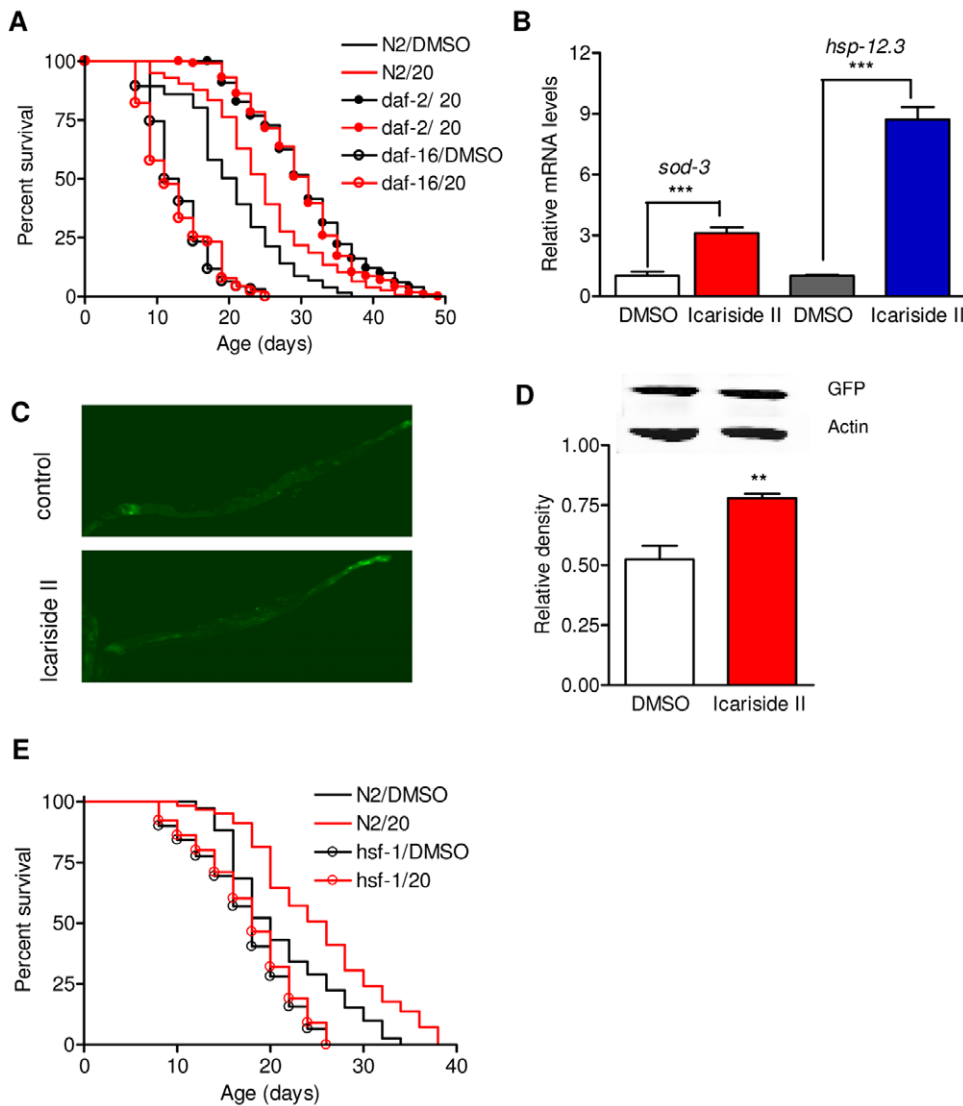 A
N2/DMSO
N2/20
daf-2/ 20
daf-2/ 20
daf-16/DMSO
daf-16/20
Percent survival
100
75
50
25
0
0 10 20 30 40 50
Age (days)
B
Relative mRNA levels
12
9
6
3
0
sod-3
***
hsp-12.3
***
DMSO Icariside II DMSO Icariside II
C
control
Icariside II
D
GFP
Actin
Relative density
1.00
0.75
0.50
0.25
0.00
**
DMSO Icariside II
E
N2/DMSO
N2/20
hsf-1/DMSO
hsf-1/20
Percent survival
100
75
50
25
0
0 10 20 30 40
Age (days)